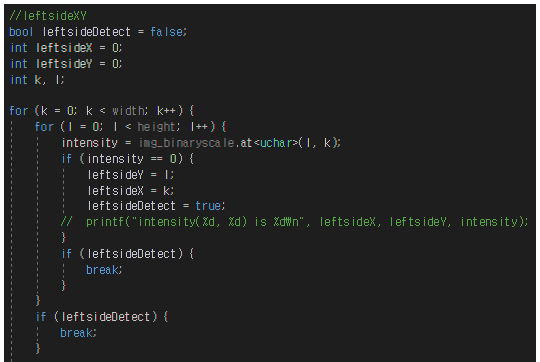 //leftsideXY
bool leftsideDetect = false;
int leftsideX = 0;
int leftsideY = 0;
int k, l;

for (k = 0; k < width; k++) {
    for (l = 0; l < height; l++) {
        intensity = img_binaryscale.at<uchar>(l, k);
        if (intensity == 0) {
            leftsideY = l;
            leftsideX = k;
            leftsideDetect = true;
        //  printf("intensity(%d, %d) is %d₩n", leftsideX, leftsideY, intensity);
        }
        if (leftsideDetect) {
            break;
        }
    }
    if (leftsideDetect) {
        break;
    }